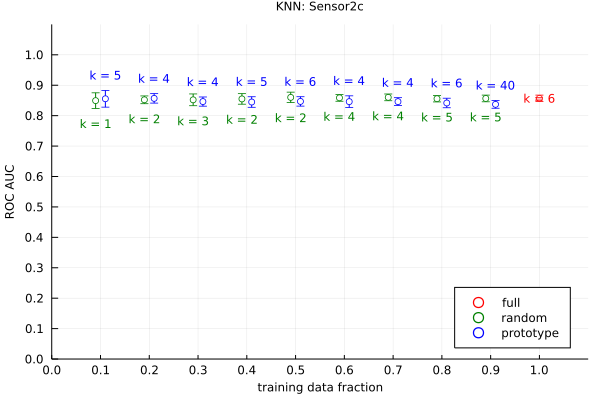 KNN: Sensor2c
ROC AUC
1.0
0.9
0.8
0.7
0.6
0.5
0.4
0.3
0.2
0.1
0.0
k = 5
k = 4
k = 4
k = 5
k = 6
k = 4
k = 4
k = 6
k = 40
k = 6
k = 1
k = 2
k = 3
k = 2
k = 2
k = 4
k = 4
k = 5
k = 5
full
random
prototype
0.0 0.1 0.2 0.3 0.4 0.5 0.6 0.7 0.8 0.9 1.0
training data fraction